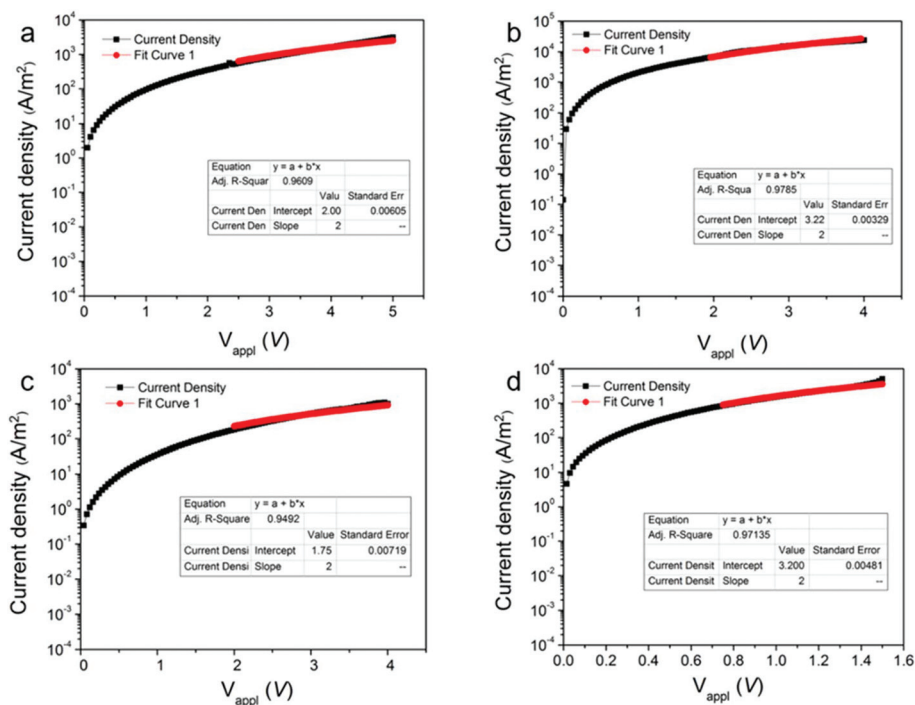 a
Current Density
Fit Curve 1
Current density (A/m²)
10⁴
10³
10²
10¹
10⁰
10⁻¹
10⁻²
10⁻³
10⁻⁴
Equation y = a + b*x
Adj. R-Squar 0.9609
Valu Standard Err
Current Den Intercept 2.00 0.00605
Current Den Slope 2 --
0 1 2 3 4 5
V appl (V)
b
Current Density
Fit Curve 1
Current density (A/m²)
10⁵
10⁴
10³
10²
10¹
10⁰
10⁻¹
10⁻²
10⁻³
10⁻⁴
Equation y = a + b*x
Adj. R-Squa 0.9785
Valu Standard Err
Current Den Intercept 3.22 0.00329
Current Den Slope 2 --
0 1 2 3 4
V appl (V)
c
Current Density
Fit Curve 1
Current density (A/m²)
10⁴
10³
10²
10¹
10⁰
10⁻¹
10⁻²
10⁻³
10⁻⁴
Equation y = a + b*x
Adj. R-Square 0.9492
Value Standard Error
Current Densi Intercept 1.75 0.00719
Current Densi Slope 2 --
0 1 2 3 4
V appl (V)
d
Current Density
Fit Curve 1
Current density (A/m²)
10⁴
10³
10²
10¹
10⁰
10⁻¹
10⁻²
10⁻³
10⁻⁴
Equation y = a + b*x
Adj. R-Square 0.97135
Value Standard Error
Current Densit Intercept 3.200 0.00481
Current Densit Slope 2 --
0.0 0.2 0.4 0.6 0.8 1.0 1.2 1.4 1.6
V appl (V)